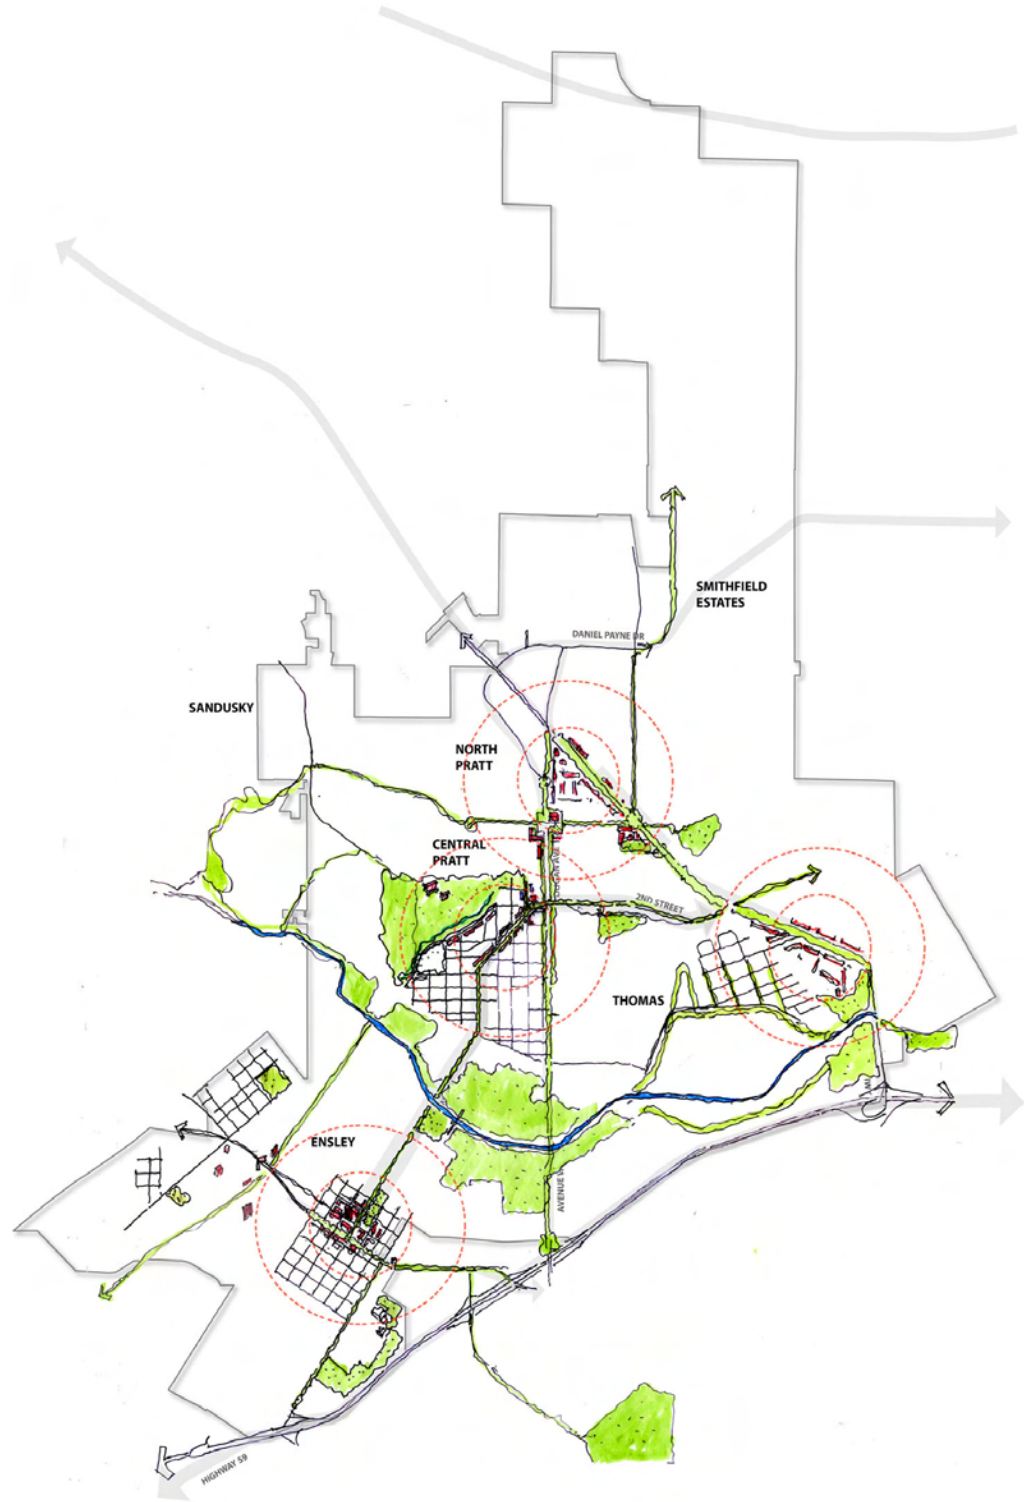 SMITHFIELD
ESTATES
DANIEL PAYNE DR
SANDUSKY
NORTH
PRATT
CENTRAL
PRATT
2ND STREET
THOMAS
ENSLEY
AVENUE
HIGHWAY 59